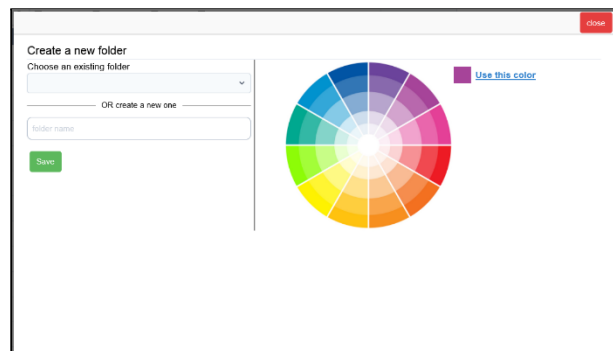 close
Create a new folder
Choose an existing folder
OR create a new one
folder name
Save
Use this color